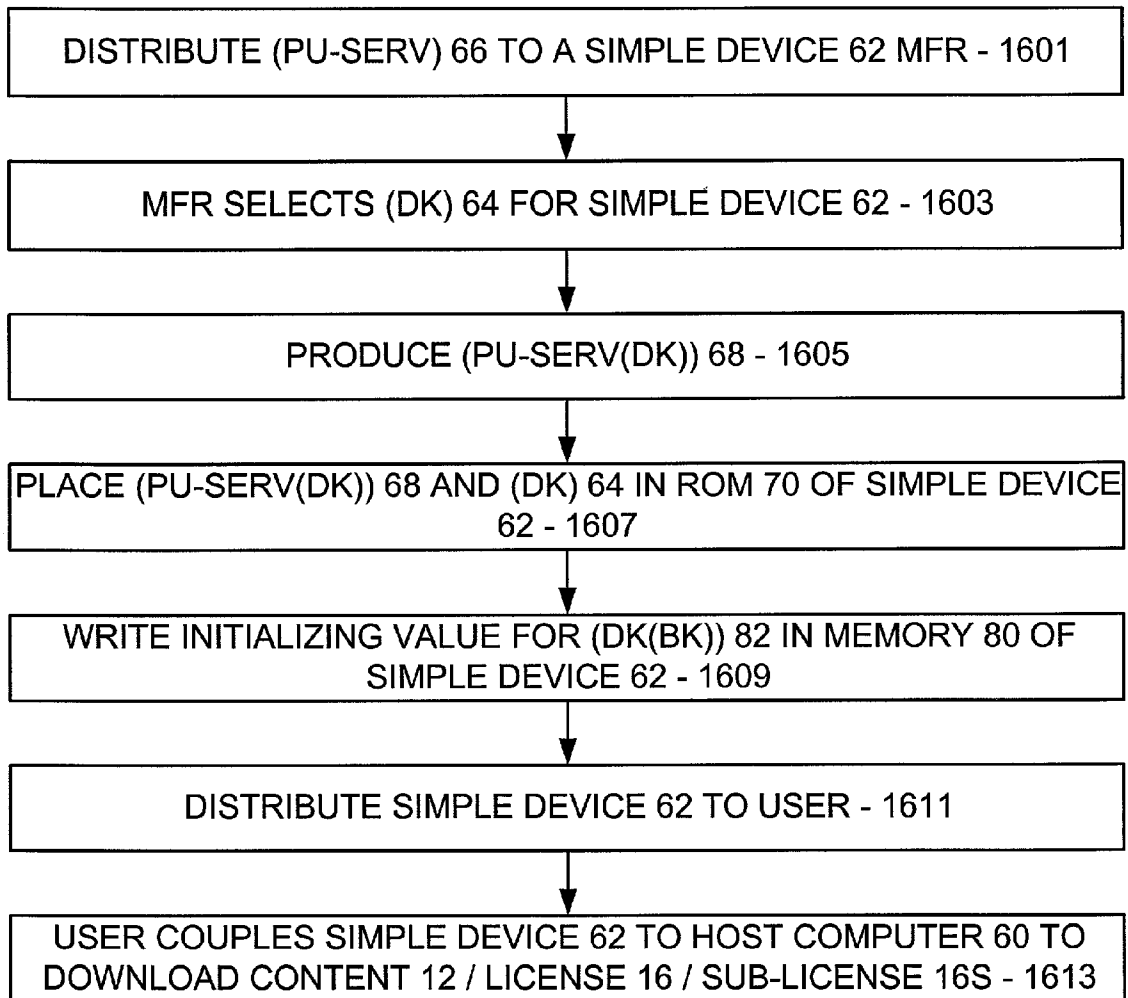 DISTRIBUTE (PU-SERV) 66 TO A SIMPLE DEVICE 62 MFR - 1601
MFR SELECTS (DK) 64 FOR SIMPLE DEVICE 62 - 1603
PRODUCE (PU-SERV(DK)) 68 - 1605
PLACE (PU-SERV(DK)) 68 AND (DK) 64 IN ROM 70 OF SIMPLE DEVICE
62 - 1607
WRITE INITIALIZING VALUE FOR (DK(BK)) 82 IN MEMORY 80 OF
SIMPLE DEVICE 62 - 1609
DISTRIBUTE SIMPLE DEVICE 62 TO USER - 1611
USER COUPLES SIMPLE DEVICE 62 TO HOST COMPUTER 60 TO
DOWNLOAD CONTENT 12 / LICENSE 16 / SUB-LICENSE 16S - 1613